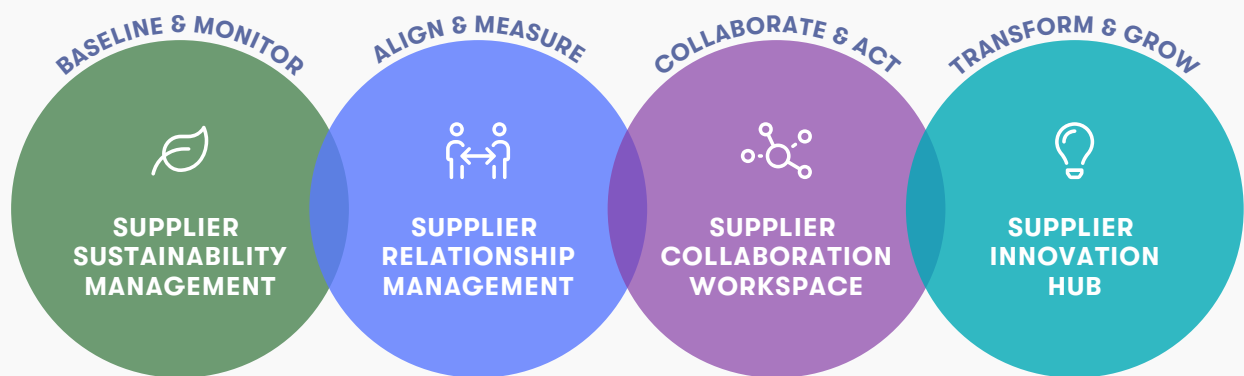 BASELINE & MONITOR
SUPPLIER
SUSTAINABILITY
MANAGEMENT
ALIGN & MEASURE
SUPPLIER
RELATIONSHIP
MANAGEMENT
COLLABORATE & ACT
SUPPLIER
COLLABORATION
WORKSPACE
TRANSFORM & GROW
SUPPLIER
INNOVATION
HUB